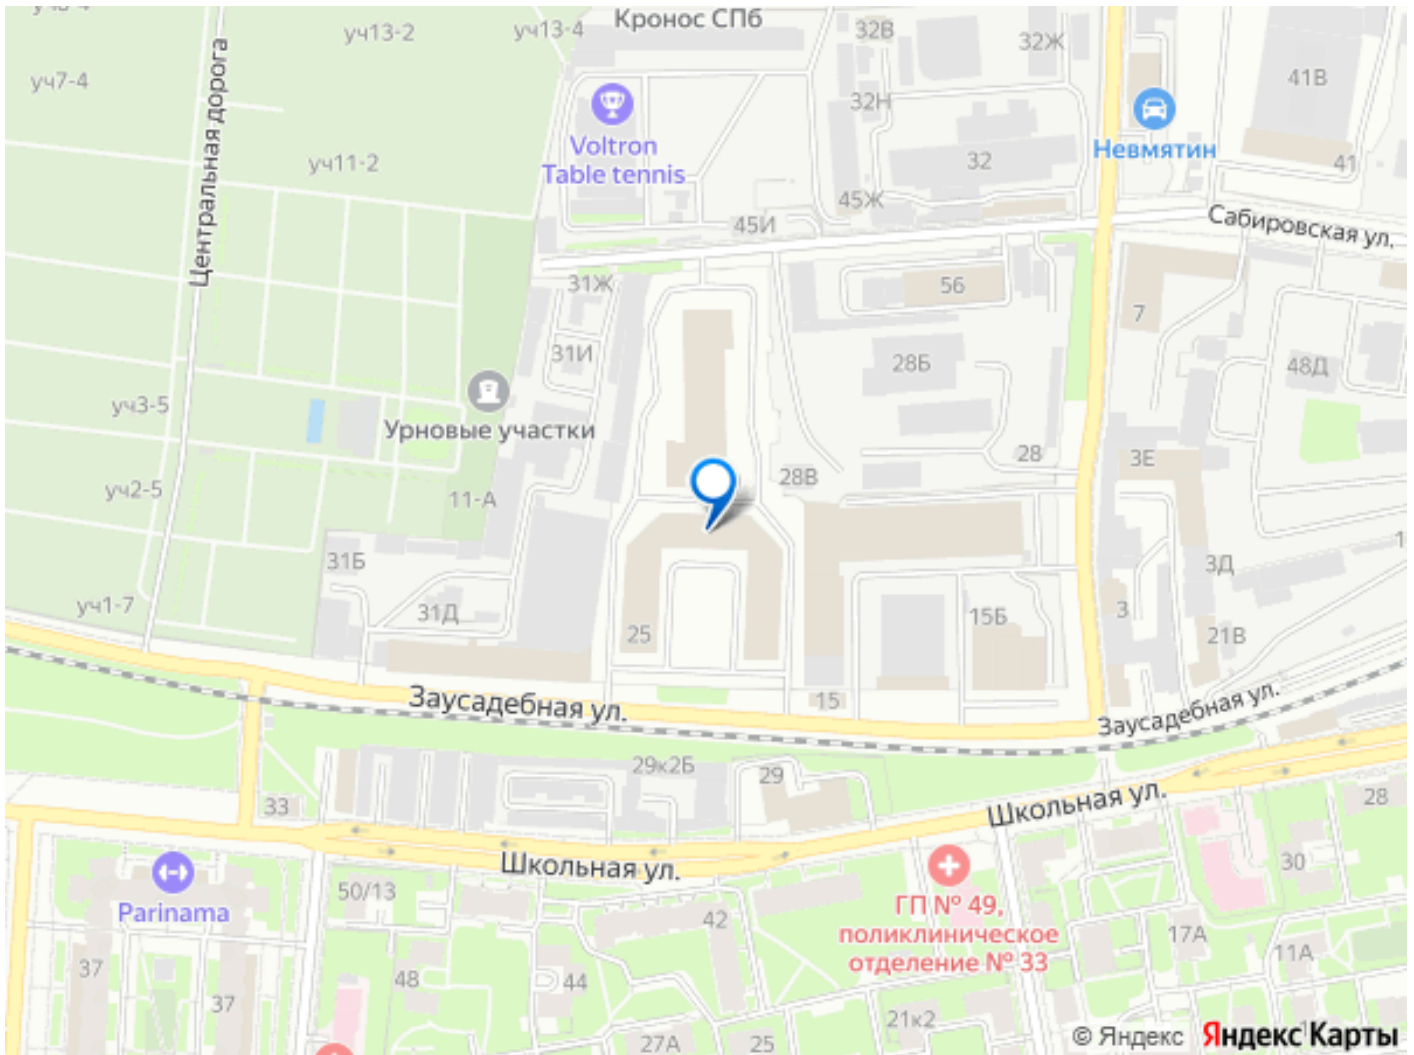 Кронос СПб
уч13-2
уч13-4
32В
32Ж
41В
уч7-4
Центральная дорога
32Н
Voltron
Table tennis
Невмятин
уч11-2
32
41
45Ж
45И
Сабировская ул.
31Ж
56
7
31И
28Б
48Д
уч3-5
Урновые участки
28
3Е
28В
уч2-5
11-А
31Б
3Д
уч1-7
31Д
25
15Б
3
21В
Заусадебная ул.
15
Заусадебная ул.
29к2Б
29
33
Школьная ул.
28
Школьная ул.
30
Parinama
50/13
ГП № 49,
поликлиническое
отделение № 33
42
17А
11А
37
48
44
37
21к2
27А
25
© Яндекс Яндекс Карты